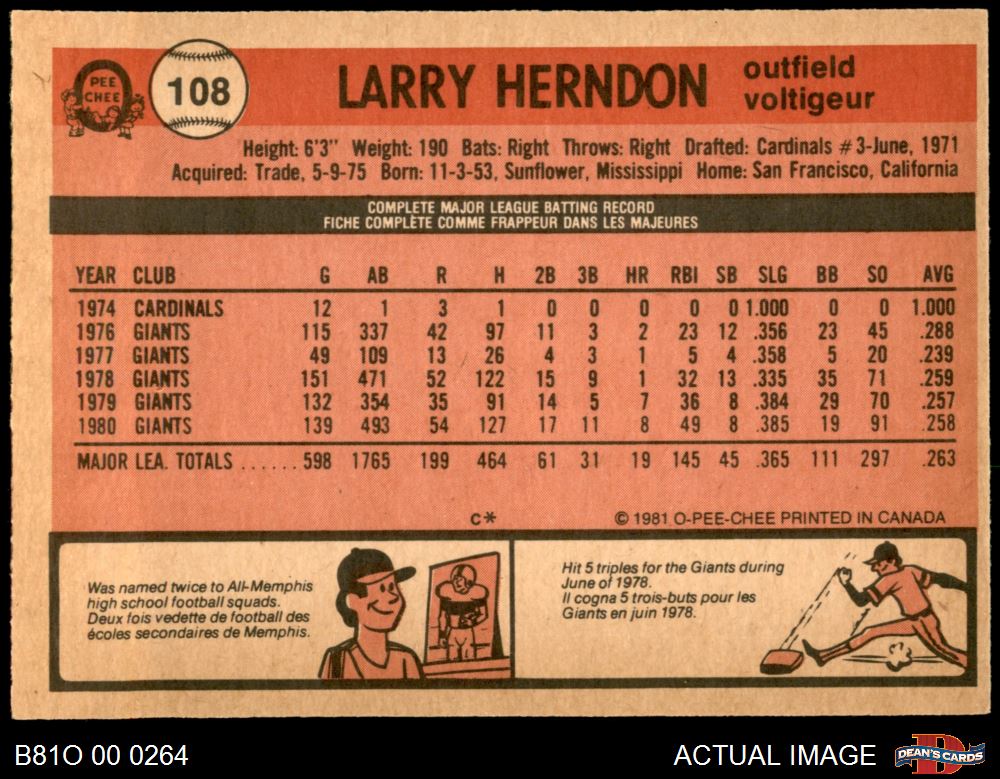 O
PEE
CHEE
108
LARRY HERNDON
outfield
voltigeur
Height: 6'3" Weight: 190 Bats: Right Throws: Right Drafted: Cardinals #3-June, 1971
Acquired: Trade, 5-9-75 Born: 11-3-53, Sunflower, Mississippi Home: San Francisco, California
COMPLETE MAJOR LEAGUE BATTING RECORD
FICHE COMPLÈTE COMME FRAPPEUR DANS LES MAJEURES
YEAR CLUB G AB R H 2B 3B HR RBI SB SLG BB SO AVG
1974 CARDINALS 12 1 3 1 0 0 0 0 0 1.000 0 0 1.000
1976 GIANTS 115 337 42 97 11 3 2 23 12 .356 23 45 .288
1977 GIANTS 49 109 13 26 4 3 1 5 4 .358 5 20 .239
1978 GIANTS 151 471 52 122 15 9 1 32 13 .335 35 71 .259
1979 GIANTS 132 354 35 91 14 5 7 36 8 .384 29 70 .257
1980 GIANTS 139 493 54 127 17 11 8 49 8 .385 19 91 .258
MAJOR LEA. TOTALS ...... 598 1765 199 464 61 31 19 145 45 .365 111 297 .263
C* © 1981 O-PEE-CHEE PRINTED IN CANADA
Was named twice to All-Memphis
high school football squads.
Deux fois vedette de football des
écoles secondaires de Memphis.
Hit 5 triples for the Giants during
June of 1978.
Il cogna 5 trois-buts pour les
Giants en juin 1978.
B81O 00 0264
ACTUAL IMAGE
DEAN'S CARDS